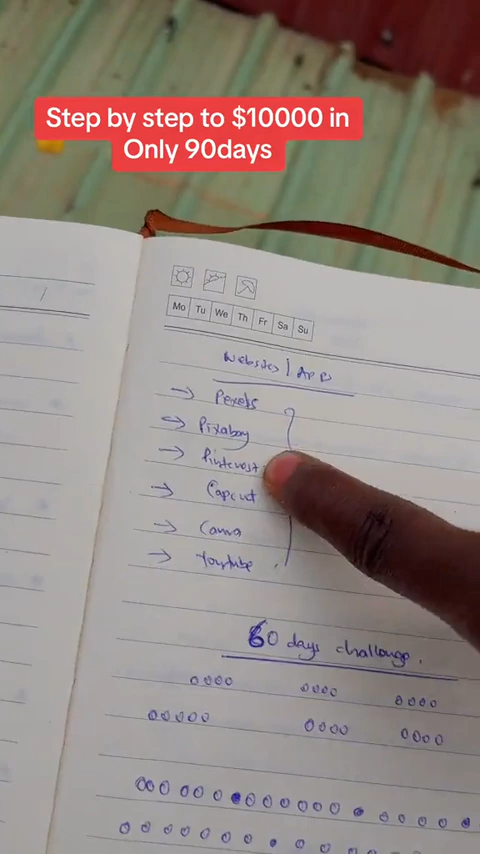 Step by step to $10000 in
Only 90days
Mo Tu We Th Fr Sa Su
Websites | App
→ Pexels
→ Pixabay
→ Pinterest
→ Capcut
→ Canva
→ Youtube
60 days challenge.